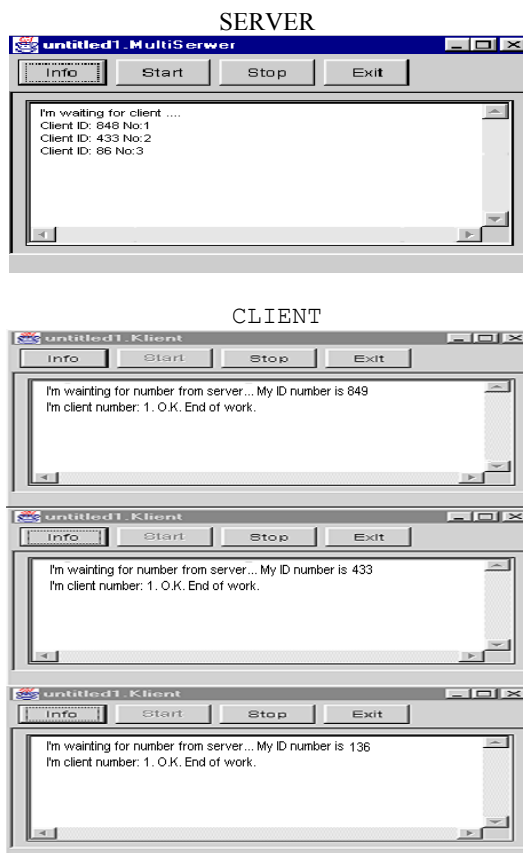 SERVER
untitled1.MultiSerwer
Info Start Stop Exit
I'm waiting for client ....
Client ID: 848 No:1
Client ID: 433 No:2
Client ID: 86 No:3
CLIENT
untitled1.Klient
Info Start Stop Exit
I'm wainting for number from server... My ID number is 849
I'm client number: 1. O.K. End of work.
untitled1.Klient
Info Start Stop Exit
I'm wainting for number from server... My ID number is 433
I'm client number: 1. O.K. End of work.
untitled1.Klient
Info Start Stop Exit
I'm wainting for number from server... My ID number is 136
I'm client number: 1. O.K. End of work.